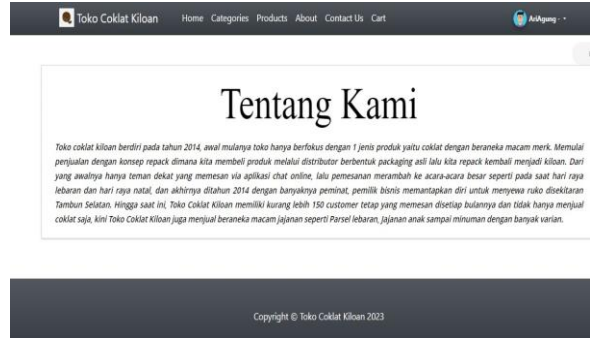 Toko Coklat Kiloan Home Categories Products About Contact Us Cart AriAgung -
Tentang Kami
Toko coklat kiloan berdiri pada tahun 2014, awal mulanya toko hanya berfokus dengan 1 jenis produk yaitu coklat dengan beraneka macam merk. Memulai
penjualan dengan konsep repack dimana kita membeli produk melalui distributor berbentuk packaging asli lalu kita repack kembali menjadi kiloan. Dari
yang awalnya hanya teman dekat yang memesan via aplikasi chat online, lalu pemesanan merambah ke acara-acara besar seperti pada saat hari raya
lebaran dan hari raya natal, dan akhirnya ditahun 2014 dengan banyaknya peminat, pemilik bisnis memantapkan diri untuk menyewa ruko disekitaran
Tambun Selatan. Hingga saat ini, Toko Coklat Kiloan memiliki kurang lebih 150 customer tetap yang memesan disetiap bulannya dan tidak hanya menjual
coklat saja, kini Toko Coklat Kiloan juga menjual beraneka macam jajanan seperti Parsel lebaran, Jajanan anak sampai minuman dengan banyak varian.
Copyright © Toko Coklat Kiloan 2023